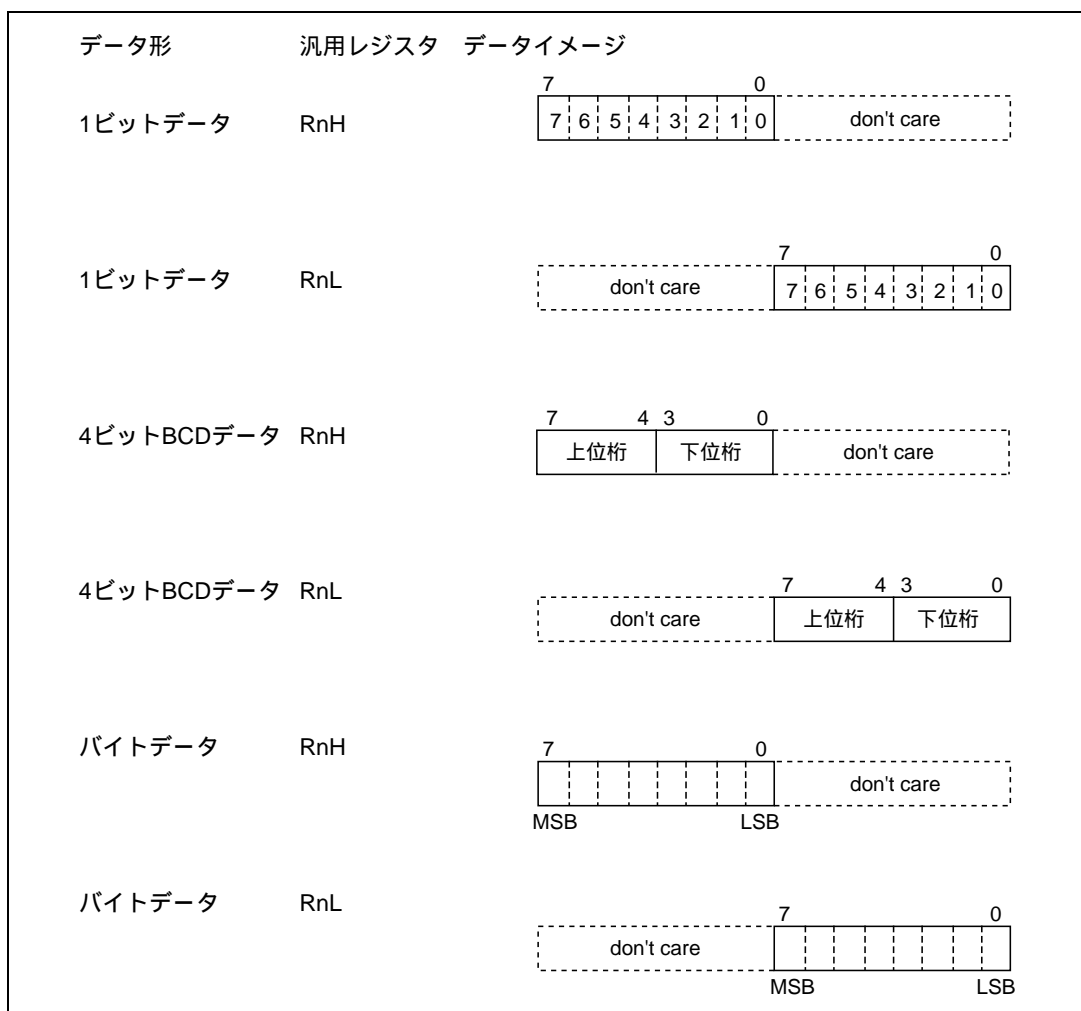 データ形 汎用レジスタ データイメージ
7 0
1ビットデータ RnH 7 6 5 4 3 2 1 0 don't care
7 0
1ビットデータ RnL don't care 7 6 5 4 3 2 1 0
7 4 3 0
4ビットBCDデータ RnH 上位桁 下位桁 don't care
7 4 3 0
4ビットBCDデータ RnL don't care 上位桁 下位桁
バイトデータ RnH 7 0
don't care
MSB LSB
バイトデータ RnL 7 0
don't care
MSB LSB